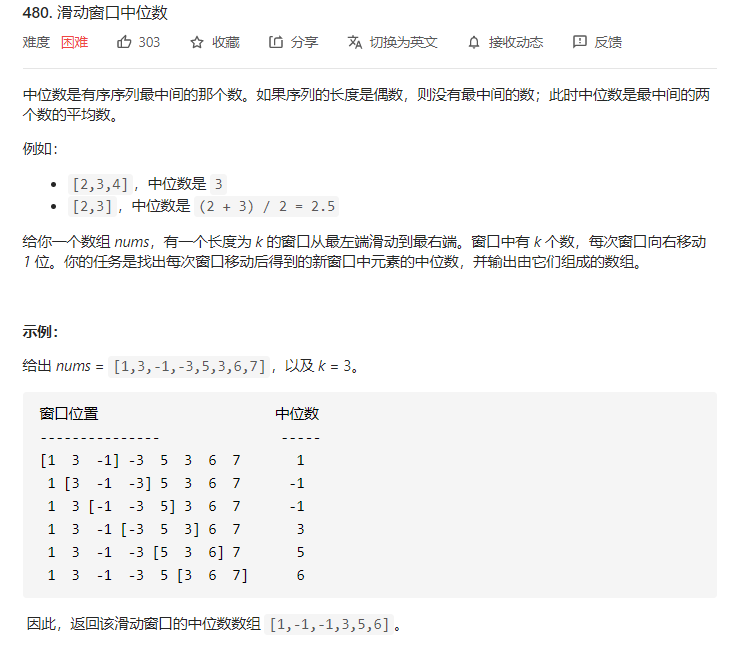 480. 滑动窗口中位数
难度 困难 303 收藏 分享 切换为英文 接收动态 反馈
中位数是有序序列最中间的那个数。如果序列的长度是偶数，则没有最中间的数；此时中位数是最中间的两
个数的平均数。
例如：
• [2,3,4]，中位数是 3
• [2,3]，中位数是 (2 + 3) / 2 = 2.5
给你一个数组 nums，有一个长度为 k 的窗口从最左端滑动到最右端。窗口中有 k 个数，每次窗口向右移动
1 位。你的任务是找出每次窗口移动后得到的新窗口中元素的中位数，并输出由它们组成的数组。
示例：
给出 nums = [1,3,-1,-3,5,3,6,7]，以及 k = 3。
窗口位置 中位数
--------------- -----
[1 3 -1] -3 5 3 6 7 1
1 [3 -1 -3] 5 3 6 7 -1
1 3 [-1 -3 5] 3 6 7 -1
1 3 -1 [-3 5 3] 6 7 3
1 3 -1 -3 [5 3 6] 7 5
1 3 -1 -3 5 [3 6 7] 6
因此，返回该滑动窗口的中位数数组 [1,-1,-1,3,5,6]。